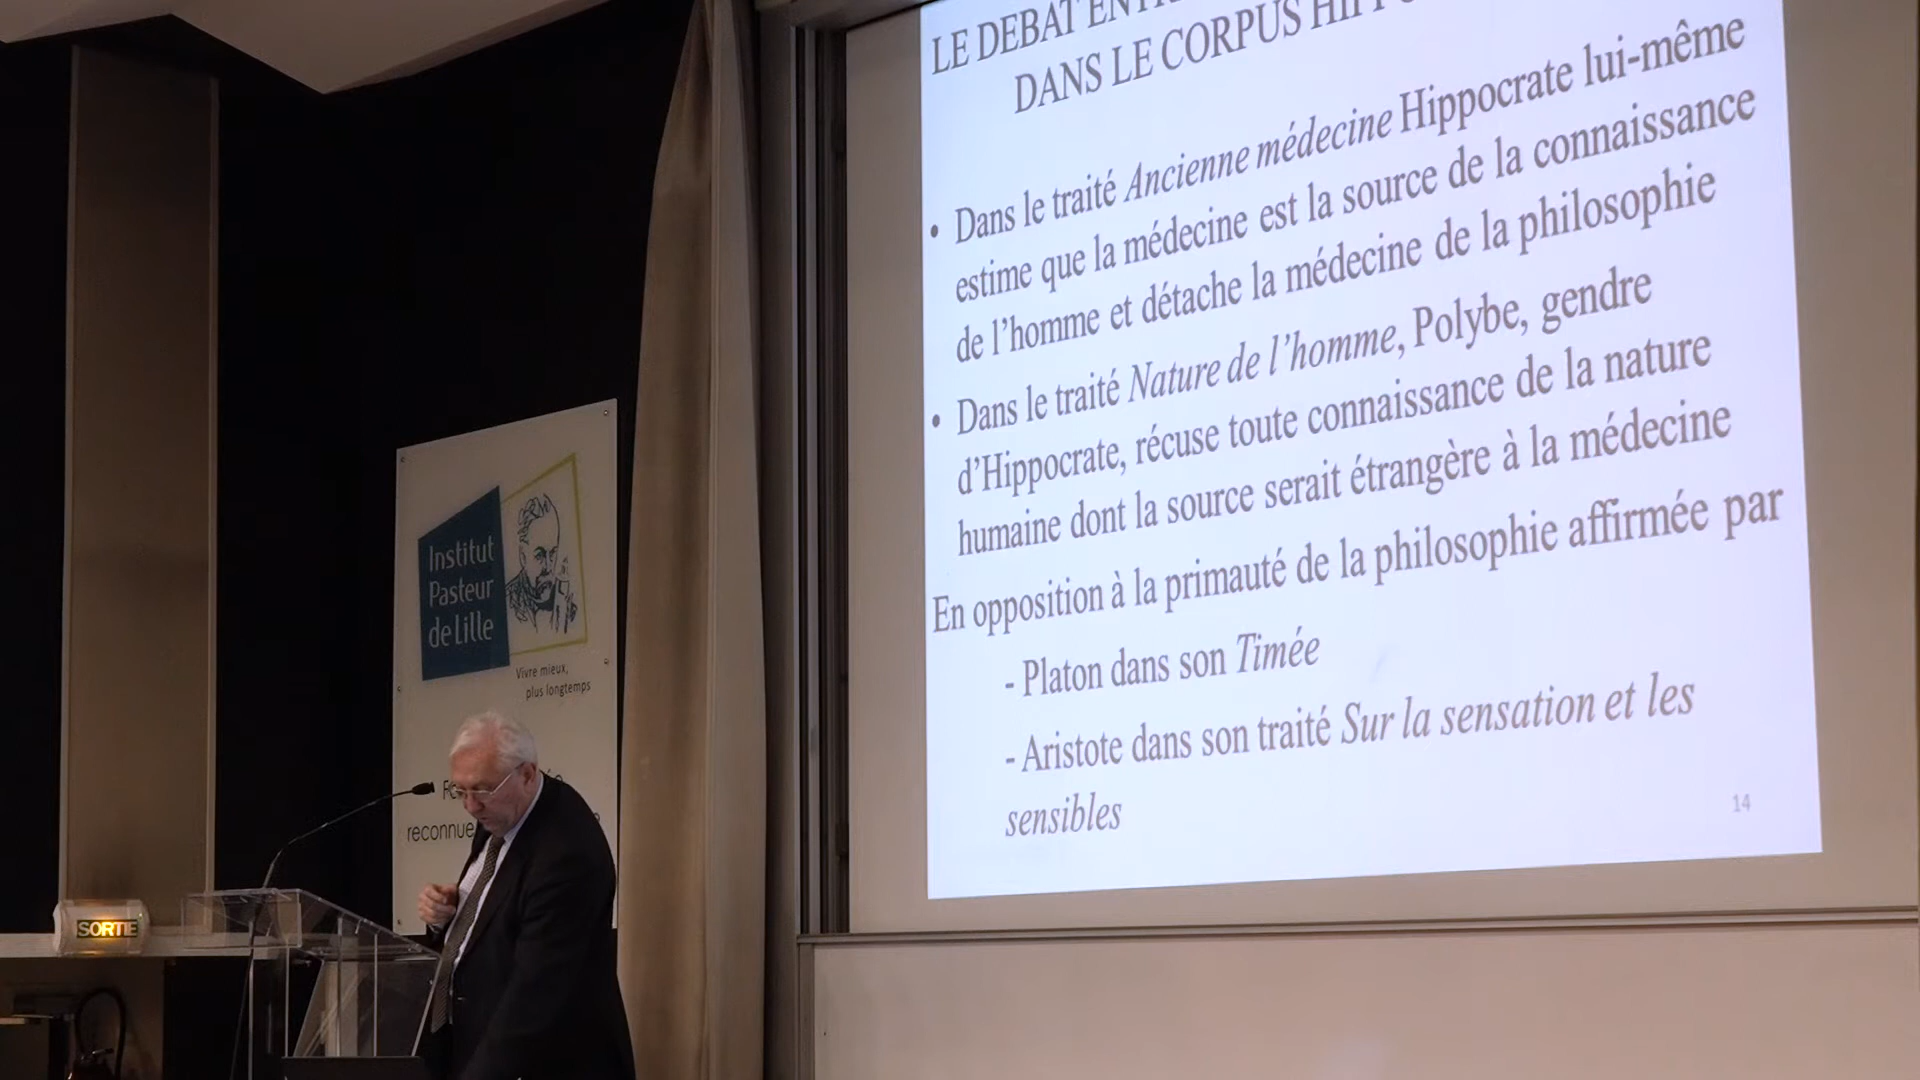 LE DEBAT
DANS LE CORPUS
• Dans le traité Ancienne médecine Hippocrate lui-même
estime que la médecine est la source de la connaissance
de l’homme et détache la médecine de la philosophie
• Dans le traité Nature de l’homme, Polybe, gendre
d’Hippocrate, récuse toute connaissance de la nature
humaine dont la source serait étrangère à la médecine
En opposition à la primauté de la philosophie affirmée par
- Platon dans son Timée
- Aristote dans son traité Sur la sensation et les
sensibles
14
Institut
Pasteur
de Lille
Vivre mieux,
plus longtemps
reconnue
SORTIE